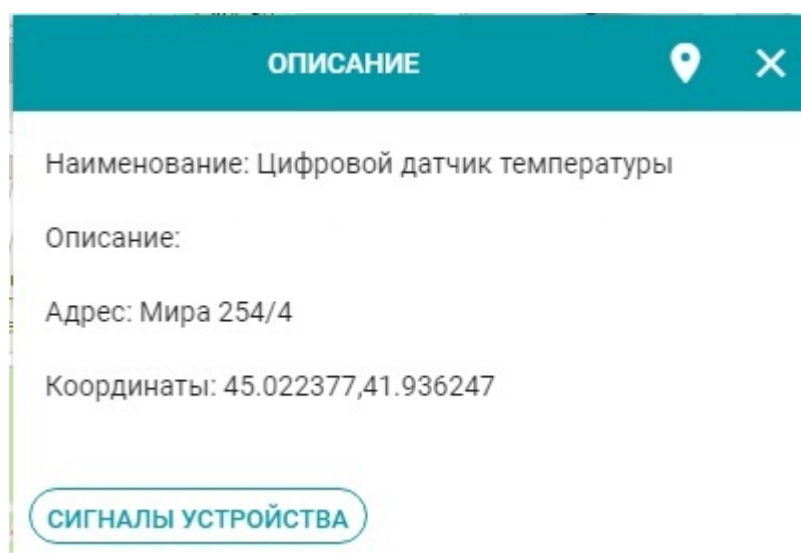 ОПИСАНИЕ
Наименование: Цифровой датчик температуры
Описание:
Адрес: Мира 254/4
Координаты: 45.022377,41.936247
СИГНАЛЫ УСТРОЙСТВА